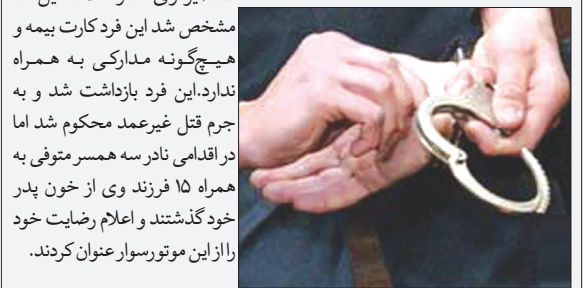 مشخص شد این فرد کارت بیمه و
هیچ‌گونه مدارکی به همراه
ندارد.این فرد بازداشت شد و به
جرم قتل غیرعمد محکوم شد اما
در اقدامی نادر سه همسر متوفی به
همراه ۱۵ فرزند وی از خون پدر
خود گذشتند و اعلام رضایت خود
را از این موتورسوار عنوان کردند.